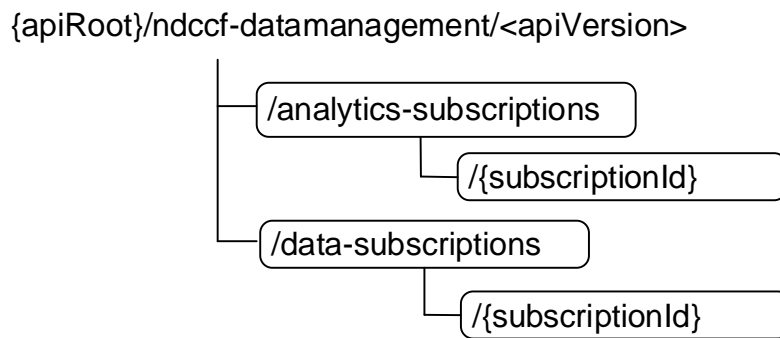 {apiRoot}/ndccf-datamanagement/<apiVersion>
/analytics-subscriptions
/{subscriptionId}
/data-subscriptions
/{subscriptionId}